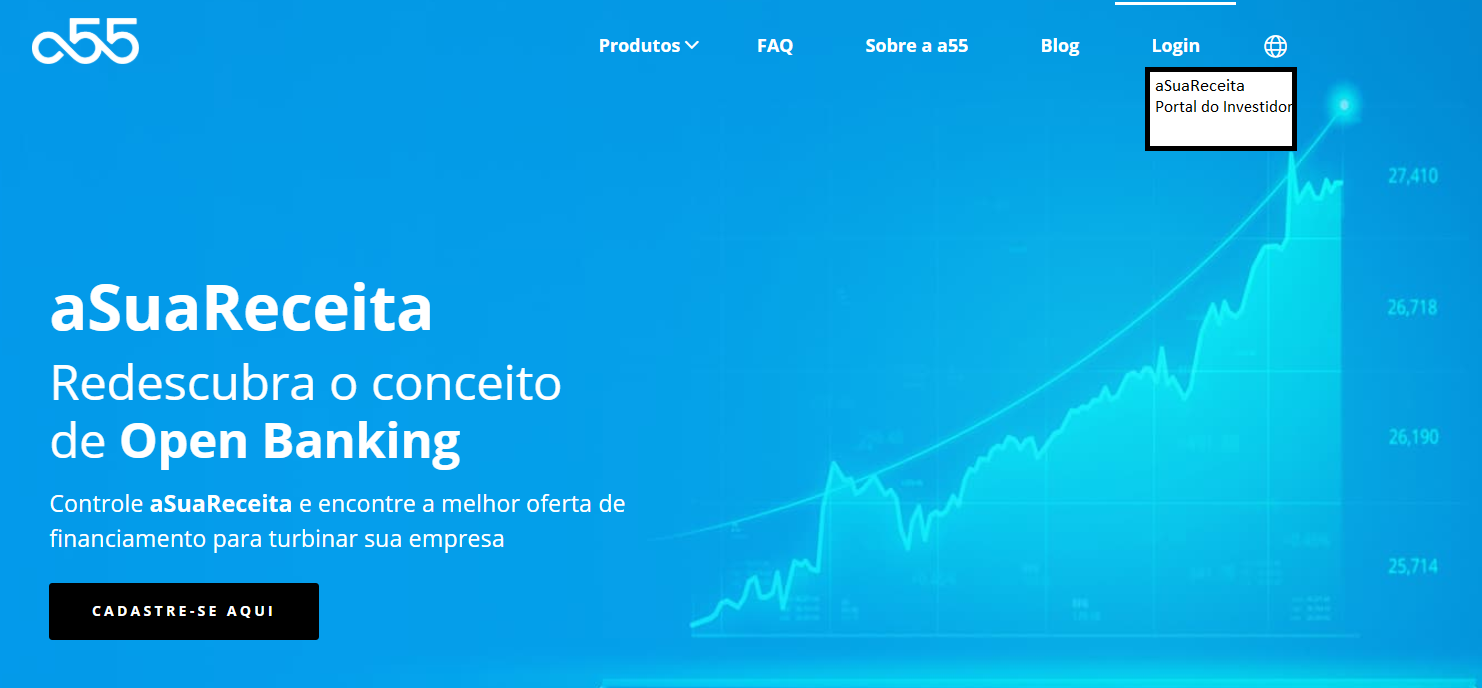 a55
Produtos
FAQ
Sobre a a55
Blog
Login
aSuaReceita
Portal do Investidor
27,410
26,718
26,190
25,714
aSuaReceita
Redescubra o conceito
de Open Banking
Controle aSuaReceita e encontre a melhor oferta de
financiamento para turbinar sua empresa
CADASTRE-SE AQUI